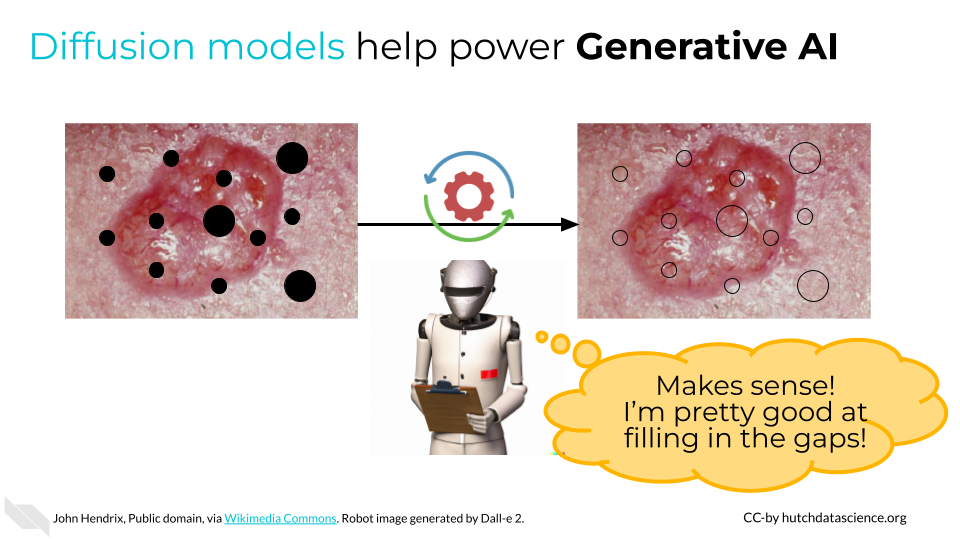 Diffusion models help power Generative AI
Makes sense!
I’m pretty good at
filling in the gaps!
John Hendrix, Public domain, via Wikimedia Commons. Robot image generated by Dall-e 2.
CC-by hutchdatascience.org